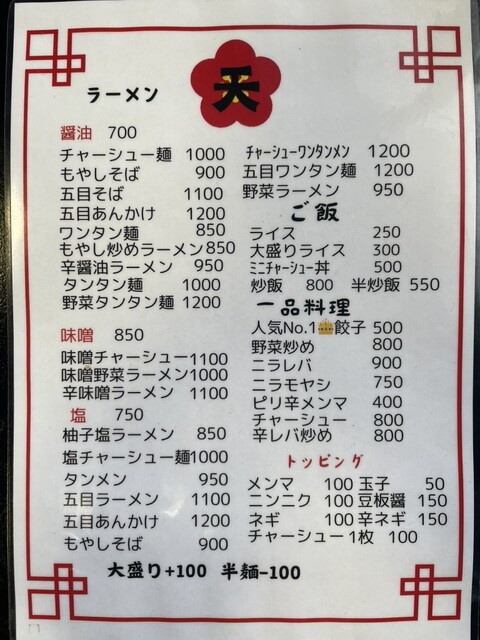 天
ラーメン
醤油 700
チャーシュー麺 1000
もやしそば 900
五目そば 1100
五目あんかけ 1200
ワンタン麺 850
もやし炒めラーメン 850
辛醤油ラーメン 950
タンタン麺 1000
野菜タンタン麺 1200
味噌 850
味噌チャーシュー 1100
味噌野菜ラーメン 1000
辛味噌ラーメン 1100
塩 750
柚子塩ラーメン 850
塩チャーシュー麺 1000
タンメン 950
五目ラーメン 1100
五目あんかけ 1200
もやしそば 900
ﾁｬｰｼｭｰﾜﾝﾀﾝﾒﾝ 1200
五目ワンタン麺 1200
野菜ラーメン 950
ご飯
ライス 250
大盛りライス 300
ﾐﾆﾁｬｰｼｭｰ丼 500
炒飯 800 半炒飯 550
一品料理
人気No.1餃子 500
野菜炒め 800
ニラレバ 900
ニラモヤシ 750
ピリ辛メンマ 400
チャーシュー 800
辛レバ炒め 800
トッピング
メンマ 100 玉子 50
ニンニク 100 豆板醤 150
ネギ 100 辛ネギ 150
チャーシュー1枚 100
大盛り+100 半麺-100